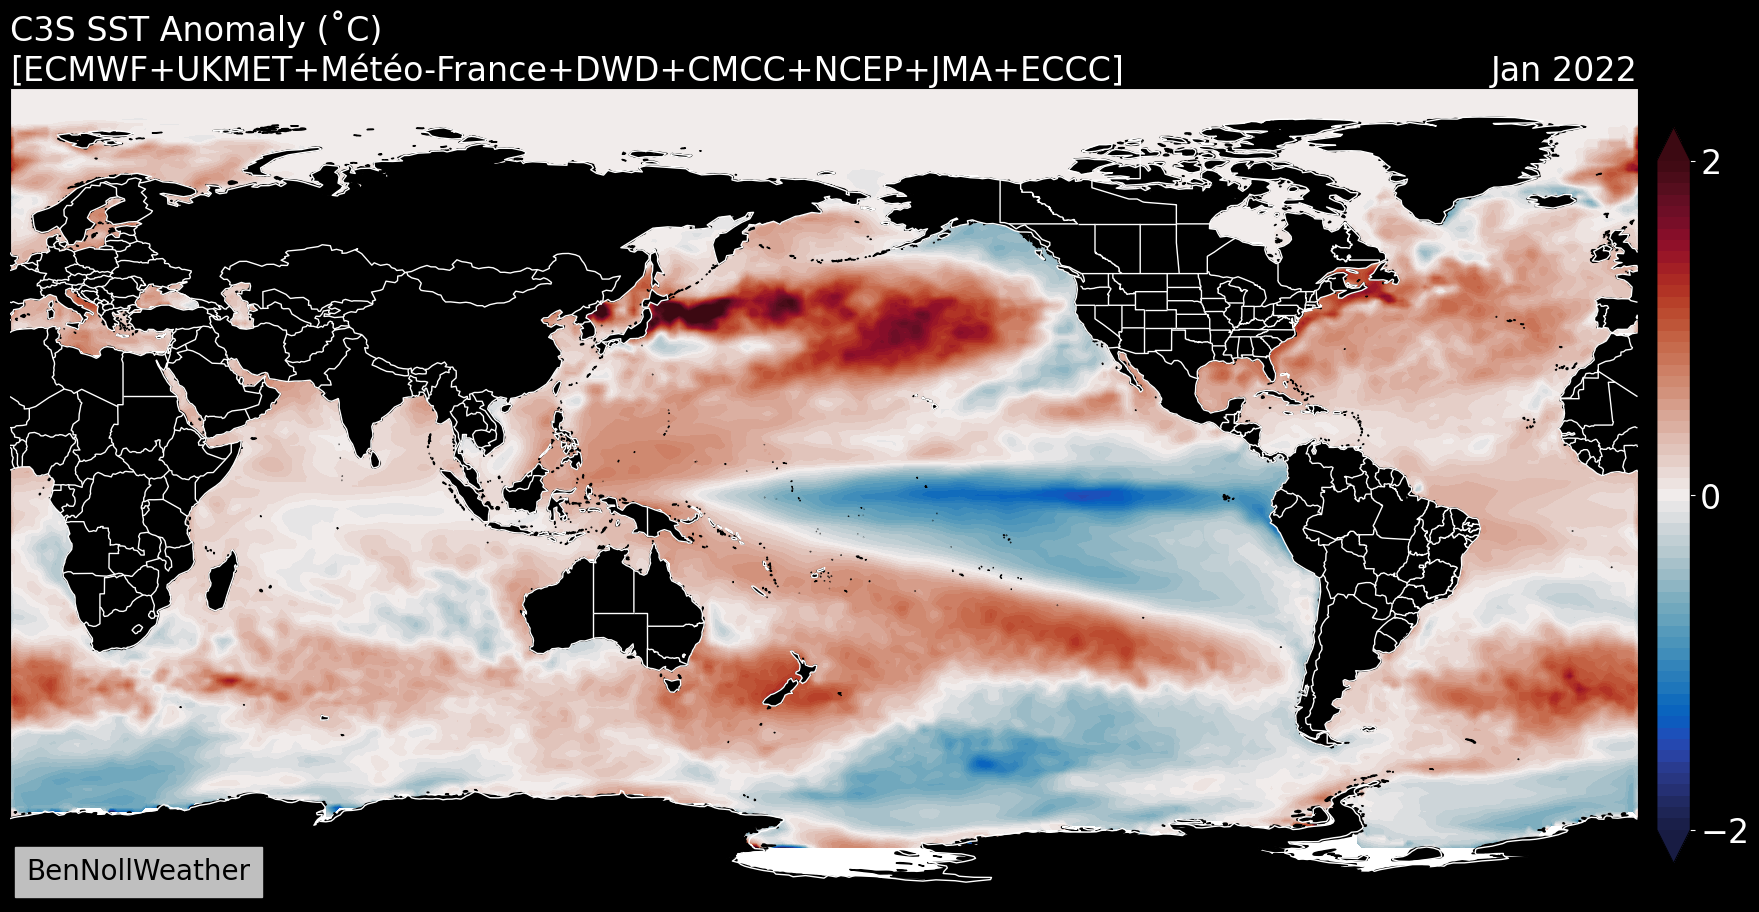 C3S SST Anomaly (˚C)
[ECMWF+UKMET+Météo-France+DWD+CMCC+NCEP+JMA+ECCC]
Jan 2022
2
0
−2
BenNollWeather